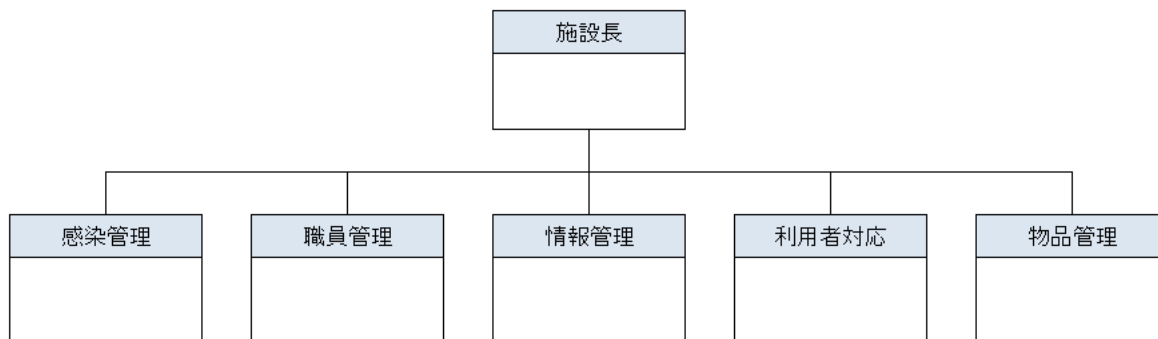 施設長
感染管理
職員管理
情報管理
利用者対応
物品管理